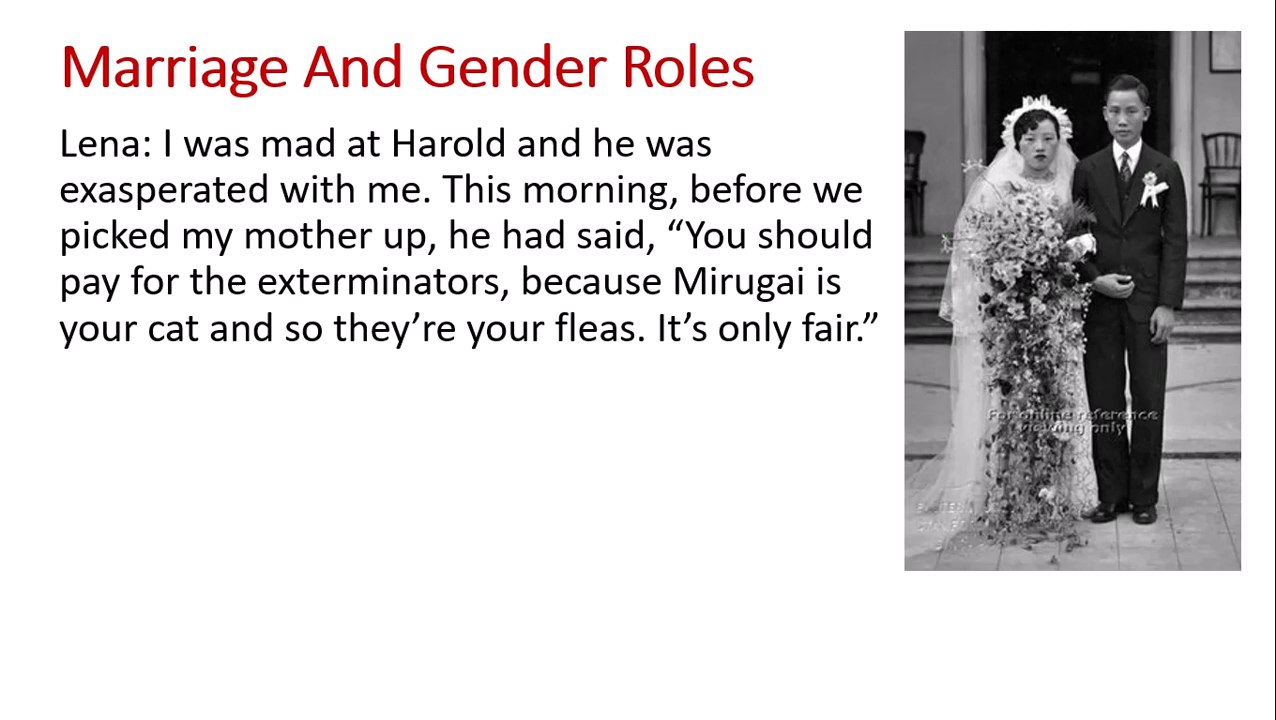 Marriage And Gender Roles
Lena: I was mad at Harold and he was
exasperated with me. This morning, before we
picked my mother up, he had said, “You should
pay for the exterminators, because Mirugai is
your cat and so they’re your fleas. It’s only fair.”
For online reference
viewing only